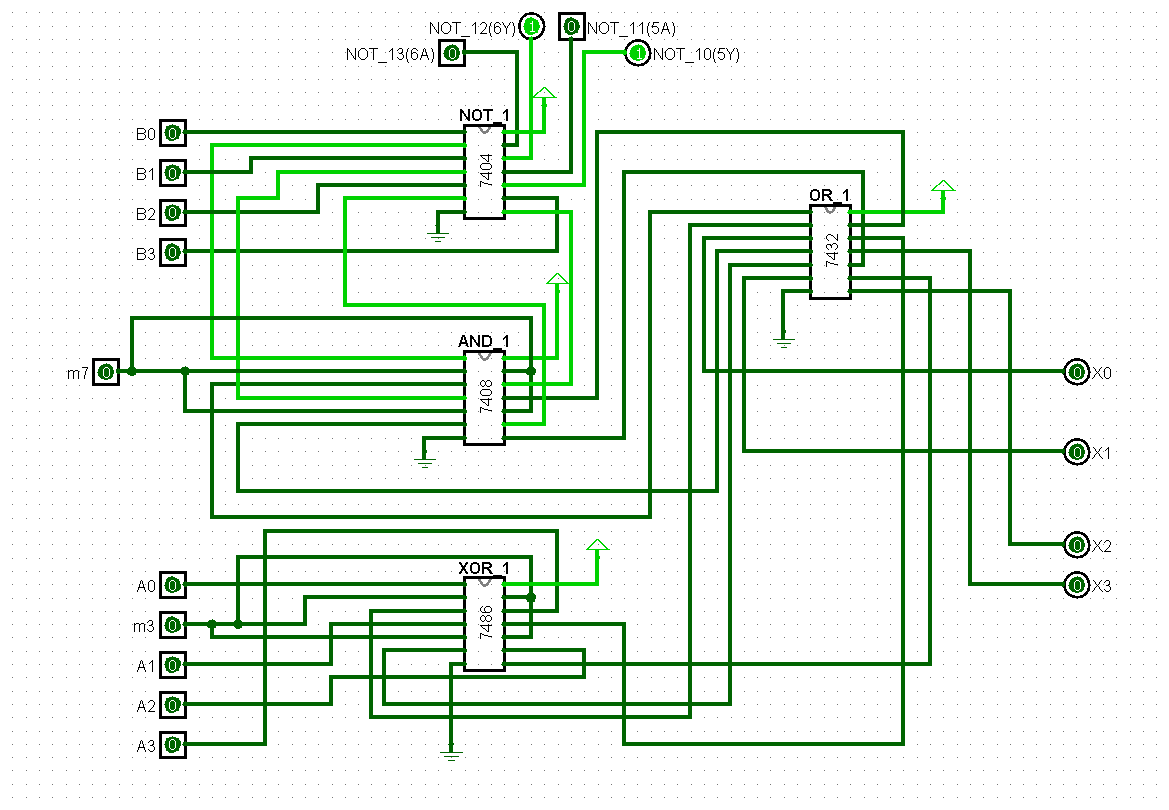 NOT_12(6Y) 1 0 NOT_11(5A)
NOT_13(6A) 0 1 NOT_10(5Y)
NOT_1
7404
B0 0
B1 0
B2 0
B3 0
OR_1
7432
AND_1
7408
m7 0
0 X0
0 X1
XOR_1
7486
0 X2
A0 0
0 X3
m3 0
A1 0
A2 0
A3 0